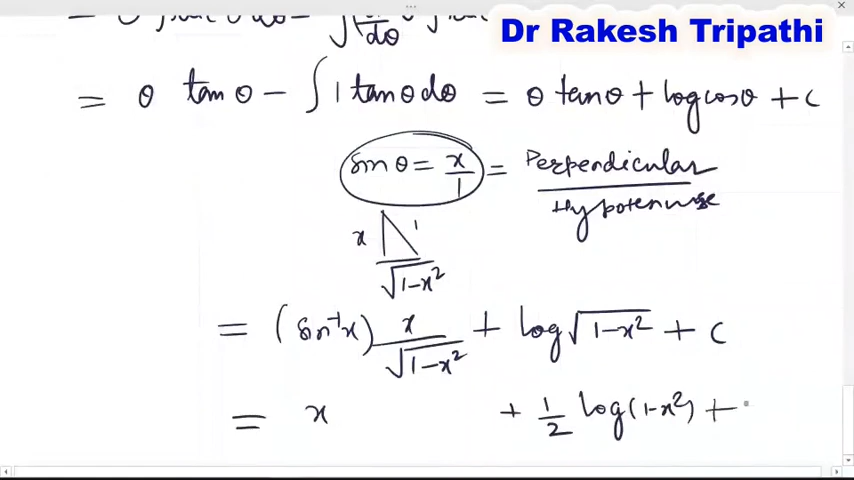 Dr Rakesh Tripathi
= θ tan θ − ∫ 1 tan θ dθ = θ tan θ + log cos θ + C
sin θ = x/1 = Perpendicular/Hypotenuse
x 1
√(1−x²)
= (sin⁻¹x) x/√(1−x²) + log √(1−x²) + C
= x + 1/2 log(1−x²) +